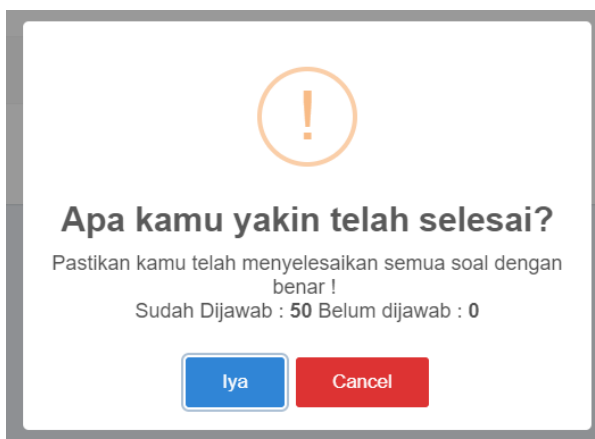 !
Apa kamu yakin telah selesai?
Pastikan kamu telah menyelesaikan semua soal dengan
benar !
Sudah Dijawab : 50 Belum dijawab : 0
Iya
Cancel